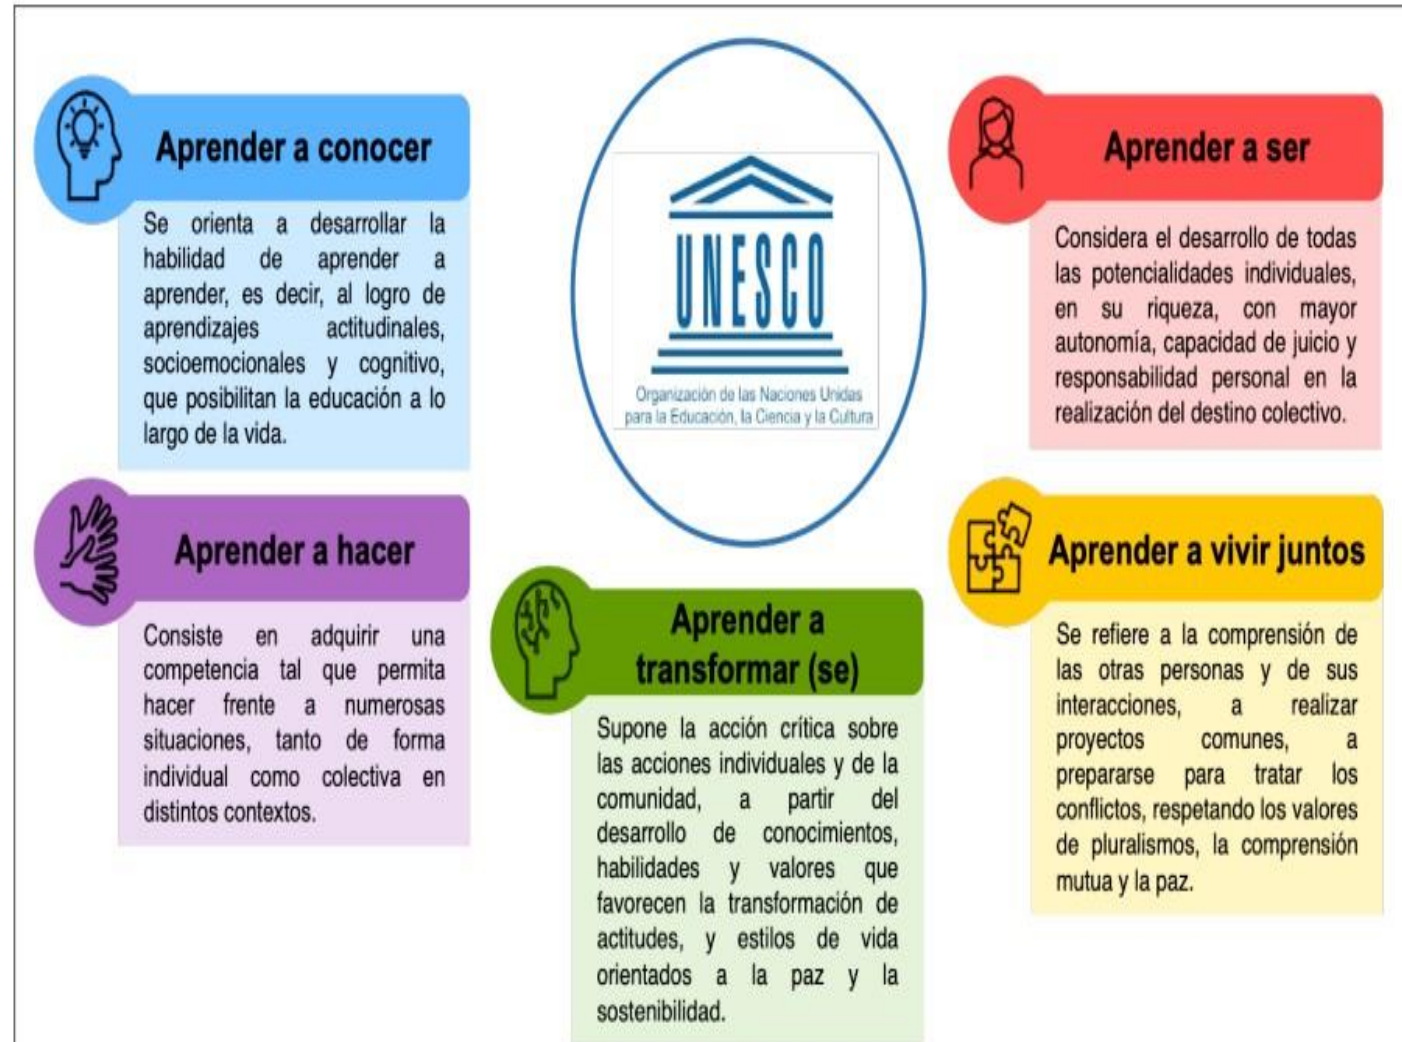 Aprender a conocer
Se orienta a desarrollar la
habilidad de aprender a
aprender, es decir, al logro de
aprendizajes actitudinales,
socioemocionales y cognitivo,
que posibilitan la educación a lo
largo de la vida.
Aprender a hacer
Consiste en adquirir una
competencia tal que permita
hacer frente a numerosas
situaciones, tanto de forma
individual como colectiva en
distintos contextos.
UNESCO
Organización de las Naciones Unidas
para la Educación, la Ciencia y la Cultura
Aprender a
transformar (se)
Supone la acción crítica sobre
las acciones individuales y de la
comunidad, a partir del
desarrollo de conocimientos,
habilidades y valores que
favorecen la transformación de
actitudes, y estilos de vida
orientados a la paz y la
sostenibilidad.
Aprender a ser
Considera el desarrollo de todas
las potencialidades individuales,
en su riqueza, con mayor
autonomía, capacidad de juicio y
responsabilidad personal en la
realización del destino colectivo.
Aprender a vivir juntos
Se refiere a la comprensión de
las otras personas y de sus
interacciones, a realizar
proyectos comunes, a
prepararse para tratar los
conflictos, respetando los valores
de pluralismos, la comprensión
mutua y la paz.